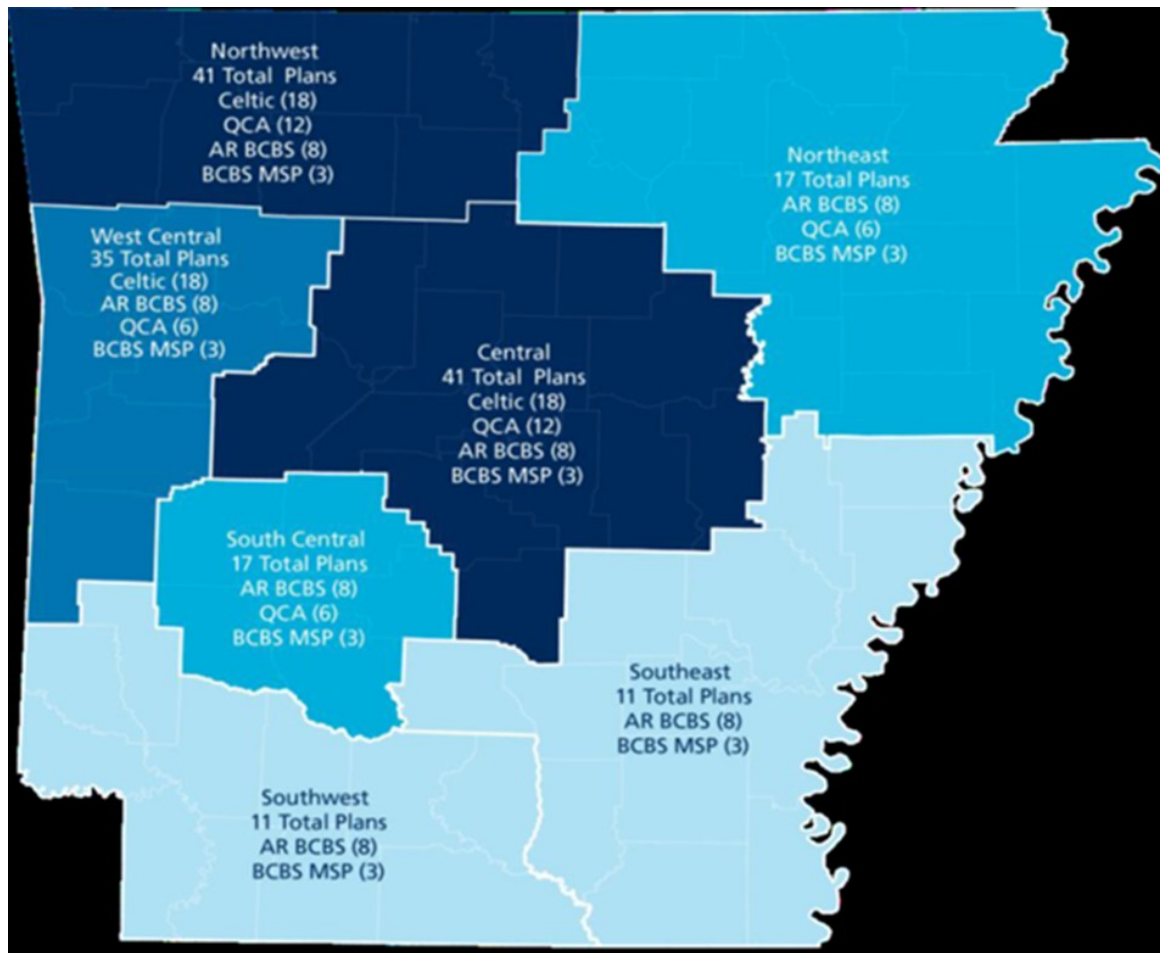 Northwest
41 Total Plans
Celtic (18)
QCA (12)
AR BCBS (8)
BCBS MSP (3)
Northeast
17 Total Plans
AR BCBS (8)
QCA (6)
BCBS MSP (3)
West Central
35 Total Plans
Celtic (18)
AR BCBS (8)
QCA (6)
BCBS MSP (3)
Central
41 Total Plans
Celtic (18)
QCA (12)
AR BCBS (8)
BCBS MSP (3)
South Central
17 Total Plans
AR BCBS (8)
QCA (6)
BCBS MSP (3)
Southeast
11 Total Plans
AR BCBS (8)
BCBS MSP (3)
Southwest
11 Total Plans
AR BCBS (8)
BCBS MSP (3)